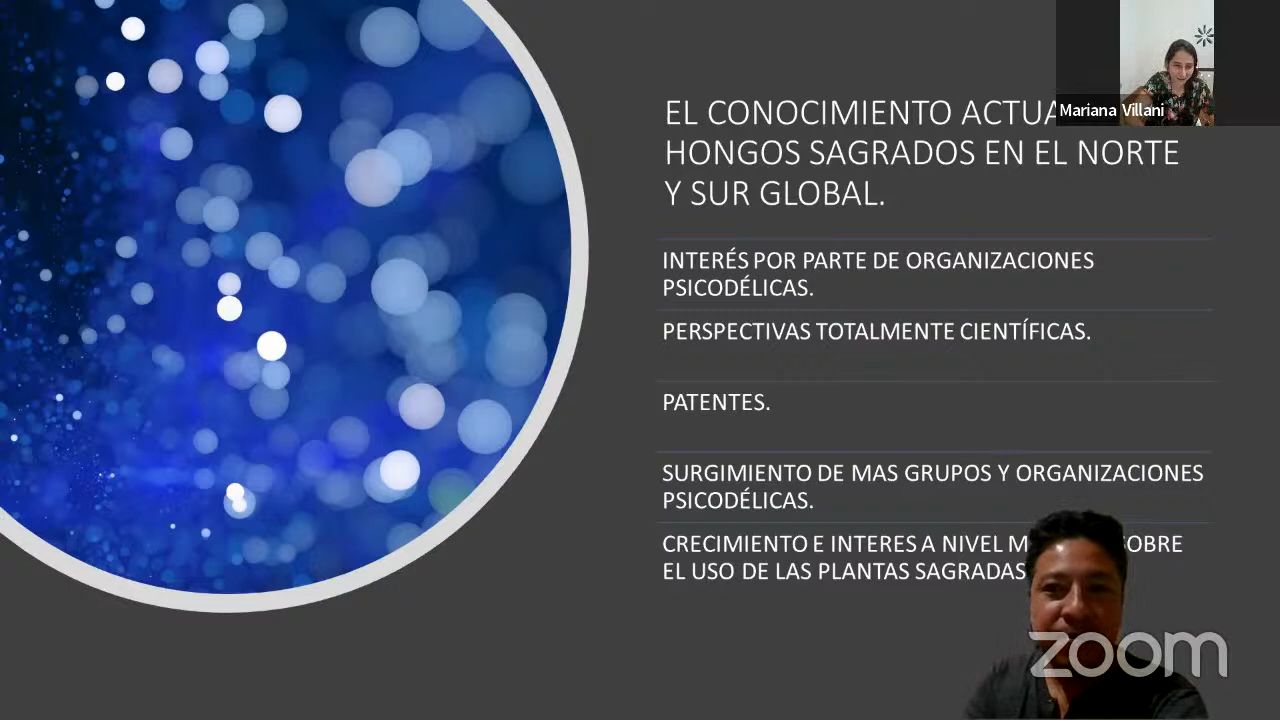 EL CONOCIMIENTO
HONGOS SAGRADOS EN EL NORTE
Y SUR GLOBAL.
INTERÉS POR PARTE DE ORGANIZACIONES
PSICODÉLICAS.
PERSPECTIVAS TOTALMENTE CIENTÍFICAS.
PATENTES.
SURGIMIENTO DE MAS GRUPOS Y ORGANIZACIONES
PSICODÉLICAS.
CRECIMIENTO E INTERES A NIVEL
EL USO DE LAS PLANTAS SAGRADAS
Mariana Villani
zoom